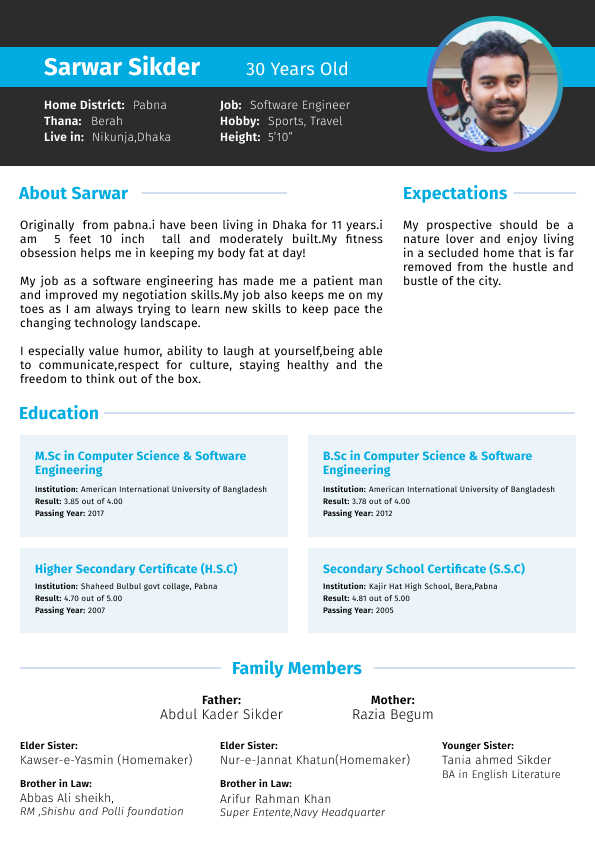 Sarwar Sikder
30 Years Old
Home District: Pabna
Thana: Berah
Live in: Nikunja,Dhaka
Job: Software Engineer
Hobby: Sports, Travel
Height: 5'10"
About Sarwar
Originally from pabna.i have been living in Dhaka for 11 years.i
am 5 feet 10 inch tall and moderately built.My fitness
obsession helps me in keeping my body fat at day!
My job as a software engineering has made me a patient man
and improved my negotiation skills.My job also keeps me on my
toes as I am always trying to learn new skills to keep pace the
changing technology landscape.
I especially value humor, ability to laugh at yourself,being able
to communicate,respect for culture, staying healthy and the
freedom to think out of the box.
Expectations
My prospective should be a
nature lover and enjoy living
in a secluded home that is far
removed from the hustle and
bustle of the city.
Education
M.Sc in Computer Science & Software
Engineering
Institution: American International University of Bangladesh
Result: 3.85 out of 4.00
Passing Year: 2017
B.Sc in Computer Science & Software
Engineering
Institution: American International University of Bangladesh
Result: 3.78 out of 4.00
Passing Year: 2012
Higher Secondary Certificate (H.S.C)
Institution: Shaheed Bulbul govt collage, Pabna
Result: 4.70 out of 5.00
Passing Year: 2007
Secondary School Certificate (S.S.C)
Institution: Kajir Hat High School, Bera,Pabna
Result: 4.81 out of 5.00
Passing Year: 2005
Family Members
Father:
Abdul Kader Sikder
Mother:
Razia Begum
Elder Sister:
Kawser-e-Yasmin (Homemaker)
Brother in Law:
Abbas Ali sheikh,
RM ,Shishu and Polli foundation
Elder Sister:
Nur-e-Jannat Khatun(Homemaker)
Brother in Law:
Arifur Rahman Khan
Super Entente,Navy Headquarter
Younger Sister:
Tania ahmed Sikder
BA in English Literature